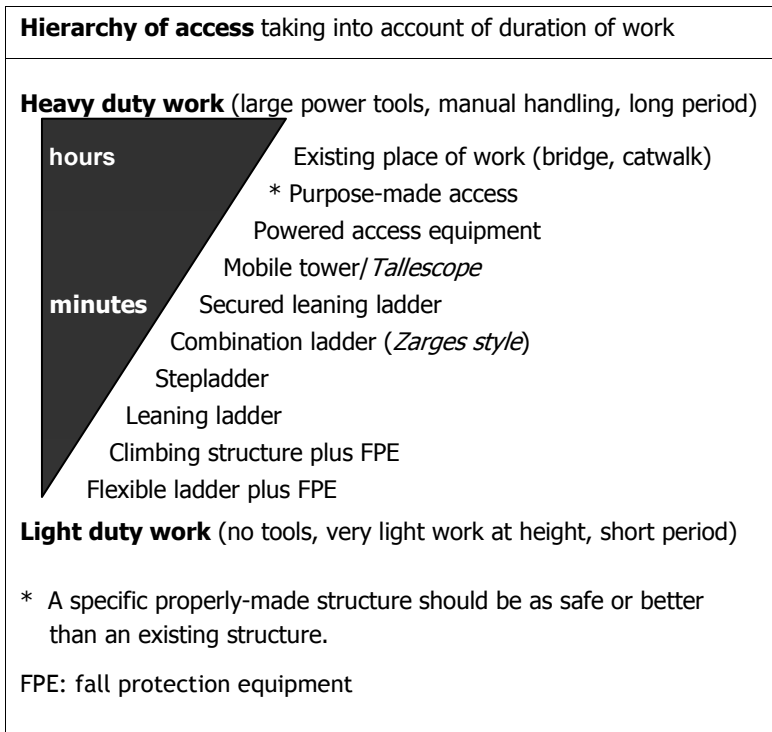 Hierarchy of access taking into account of duration of work
Heavy duty work (large power tools, manual handling, long period)
hours Existing place of work (bridge, catwalk)
* Purpose-made access
Powered access equipment
Mobile tower/Tallescope
minutes Secured leaning ladder
Combination ladder (Zarges style)
Stepladder
Leaning ladder
Climbing structure plus FPE
Flexible ladder plus FPE
Light duty work (no tools, very light work at height, short period)
* A specific properly-made structure should be as safe or better
than an existing structure.
FPE: fall protection equipment